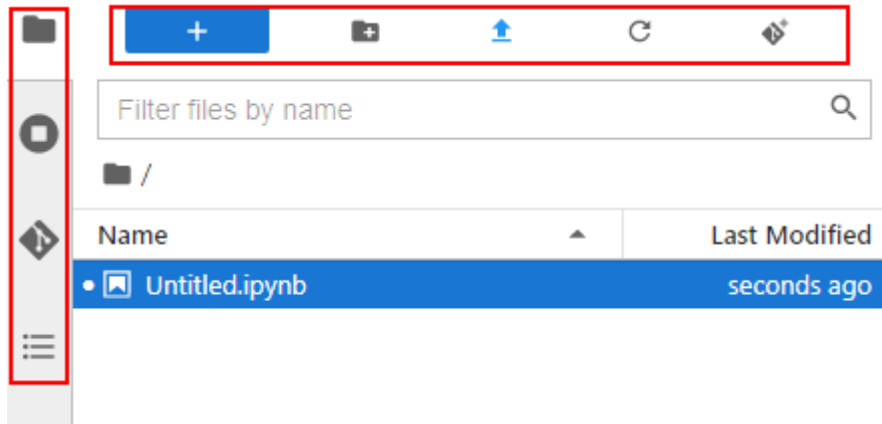 Filter files by name
/
Name Last Modified
Untitled.ipynb seconds ago